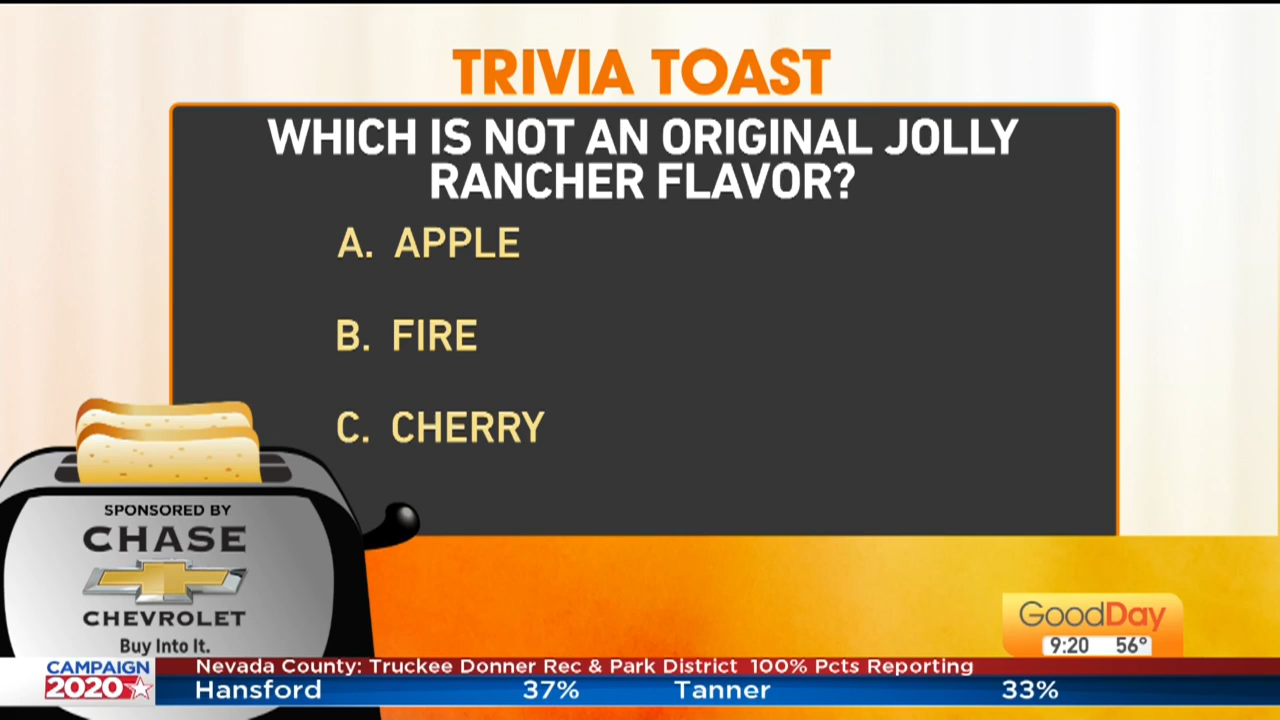 TRIVIA TOAST
WHICH IS NOT AN ORIGINAL JOLLY
RANCHER FLAVOR?
A. APPLE
B. FIRE
C. CHERRY
SPONSORED BY
CHASE
CHEVROLET
Buy Into It.
GoodDay
9:20 56°
CAMPAIGN
2020
Nevada County: Truckee Donner Rec & Park District 100% Pcts Reporting
Hansford 37% Tanner 33%